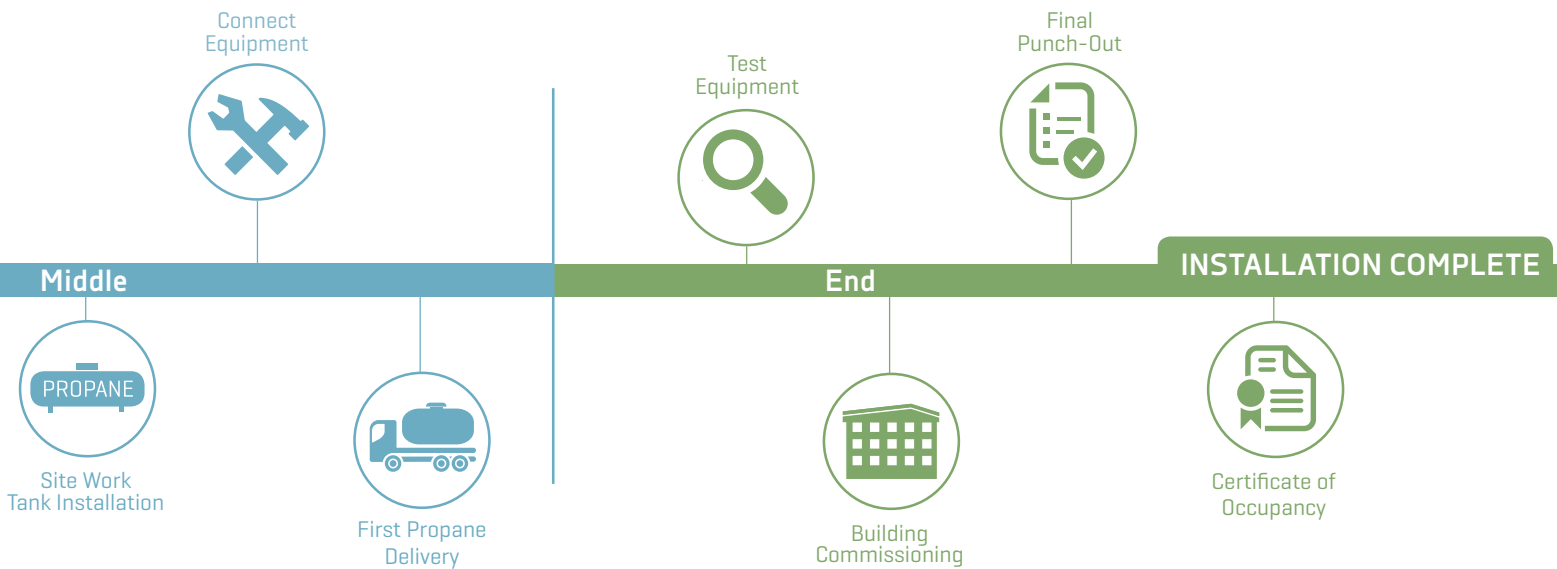 Connect
Equipment
Final
Punch-Out
Test
Equipment
INSTALLATION COMPLETE
Middle
End
PROPANE
Site Work
Tank Installation
Certificate of
Occupancy
First Propane
Delivery
Building
Commissioning